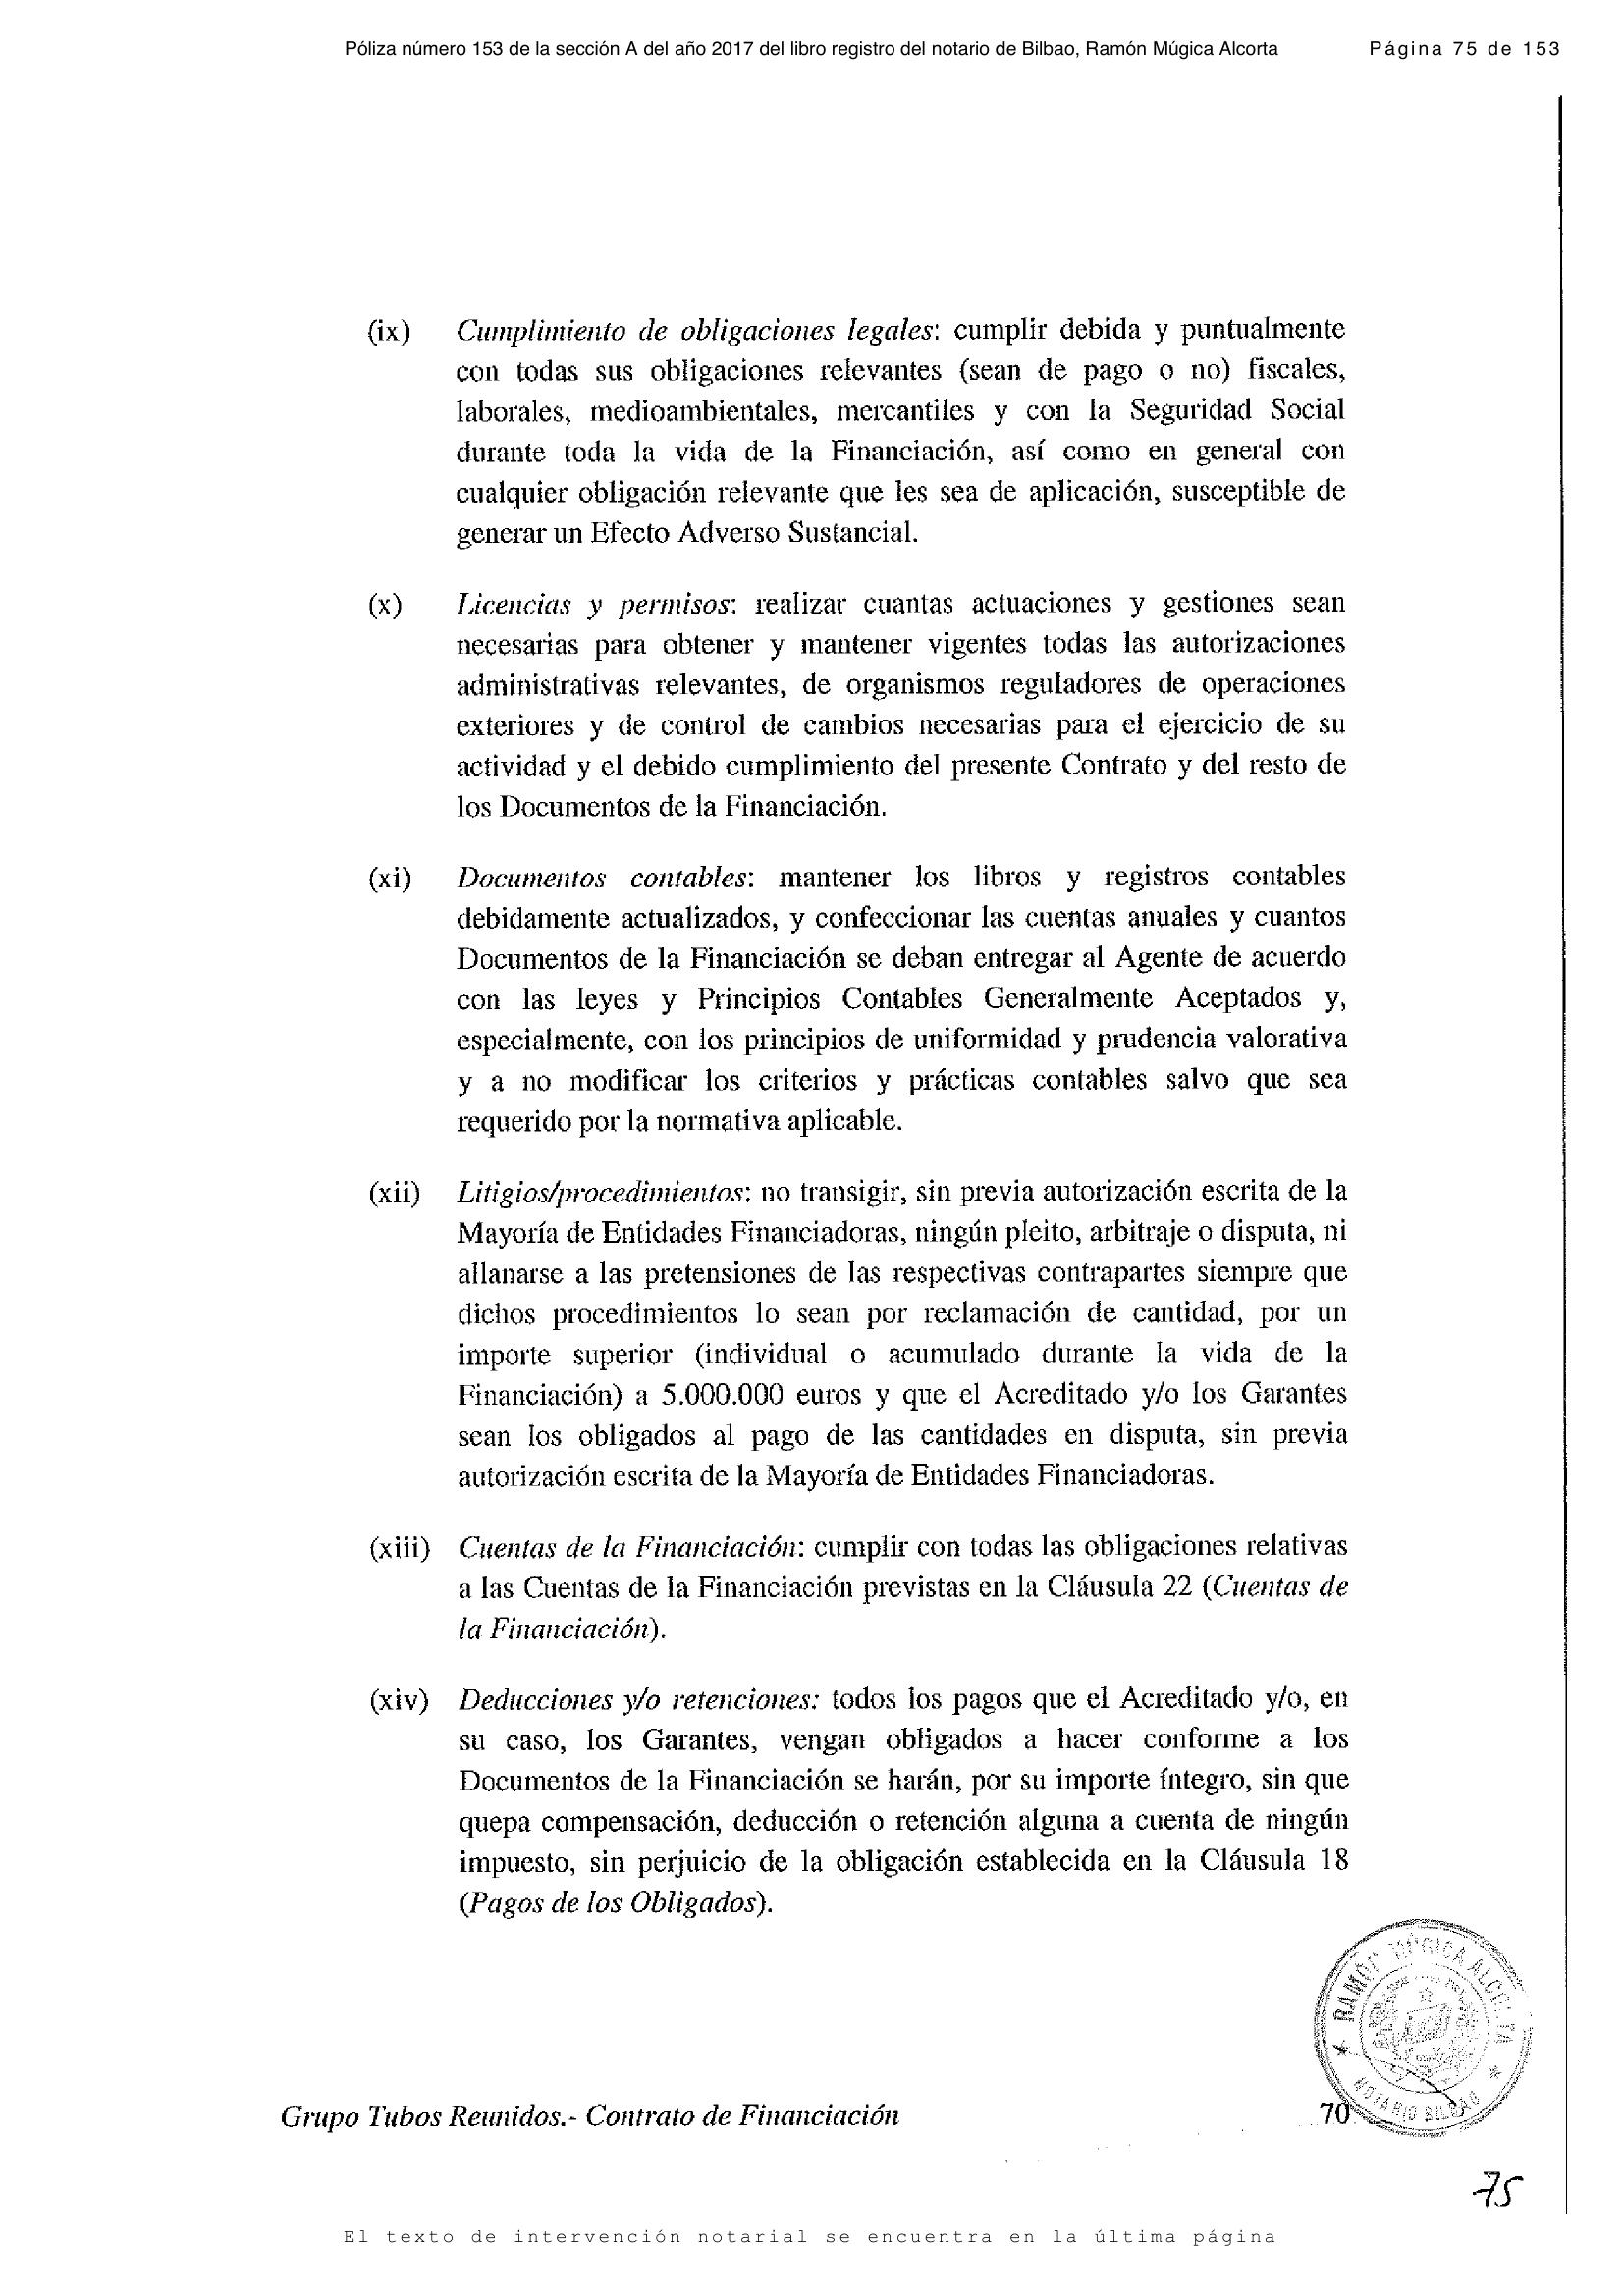 Póliza número 153 de la sección A del año 2017 del libro registro del notario de Bilbao, Ramón Múgica Alcorta
Página 75 de 153
(ix) Cumplimiento de obligaciones legales: cumplir debida y puntualmente
con todas sus obligaciones relevantes (sean de pago o no) fiscales,
laborales, medioambientales, mercantiles y con la Seguridad Social
durante toda la vida de la Financiación, así como en general con
cualquier obligación relevante que les sea de aplicación, susceptible de
generar un Efecto Adverso Sustancial.
(x) Licencias y permisos: realizar cuantas actuaciones y gestiones sean
necesarias para obtener y mantener vigentes todas las autorizaciones
administrativas relevantes, de organismos reguladores de operaciones
exteriores y de control de cambios necesarias para el ejercicio de su
actividad y el debido cumplimiento del presente Contrato y del resto de
los Documentos de la Financiación.
(xi) Documentos contables: mantener los libros y registros contables
debidamente actualizados, y confeccionar las cuentas anuales y cuantos
Documentos de la Financiación se deban entregar al Agente de acuerdo
con las leyes y Principios Contables Generalmente Aceptados y,
especialmente, con los principios de uniformidad y prudencia valorativa
y a no modificar los criterios y prácticas contables salvo que sea
requerido por la normativa aplicable.
(xii) Litigios/procedimientos: no transigir, sin previa autorización escrita de la
Mayoría de Entidades Financiadoras, ningún pleito, arbitraje o disputa, ni
allanarse a las pretensiones de las respectivas contrapartes siempre que
dichos procedimientos lo sean por reclamación de cantidad, por un
importe superior (individual o acumulado durante la vida de la
Financiación) a 5.000.000 euros y que el Acreditado y/o los Garantes
sean los obligados al pago de las cantidades en disputa, sin previa
autorización escrita de la Mayoría de Entidades Financiadoras.
(xiii) Cuentas de la Financiación: cumplir con todas las obligaciones relativas
a las Cuentas de la Financiación previstas en la Cláusula 22 (Cuentas de
la Financiación).
(xiv) Deducciones y/o retenciones: todos los pagos que el Acreditado y/o, en
su caso, los Garantes, vengan obligados a hacer conforme a los
Documentos de la Financiación se harán, por su importe íntegro, sin que
quepa compensación, deducción o retención alguna a cuenta de ningún
impuesto, sin perjuicio de la obligación establecida en la Cláusula 18
(Pagos de los Obligados).
NOTARIO BILBAO
Grupo Tubos Reunidos.- Contrato de Financiación
70
75
El texto de intervención notarial se encuentra en la última página